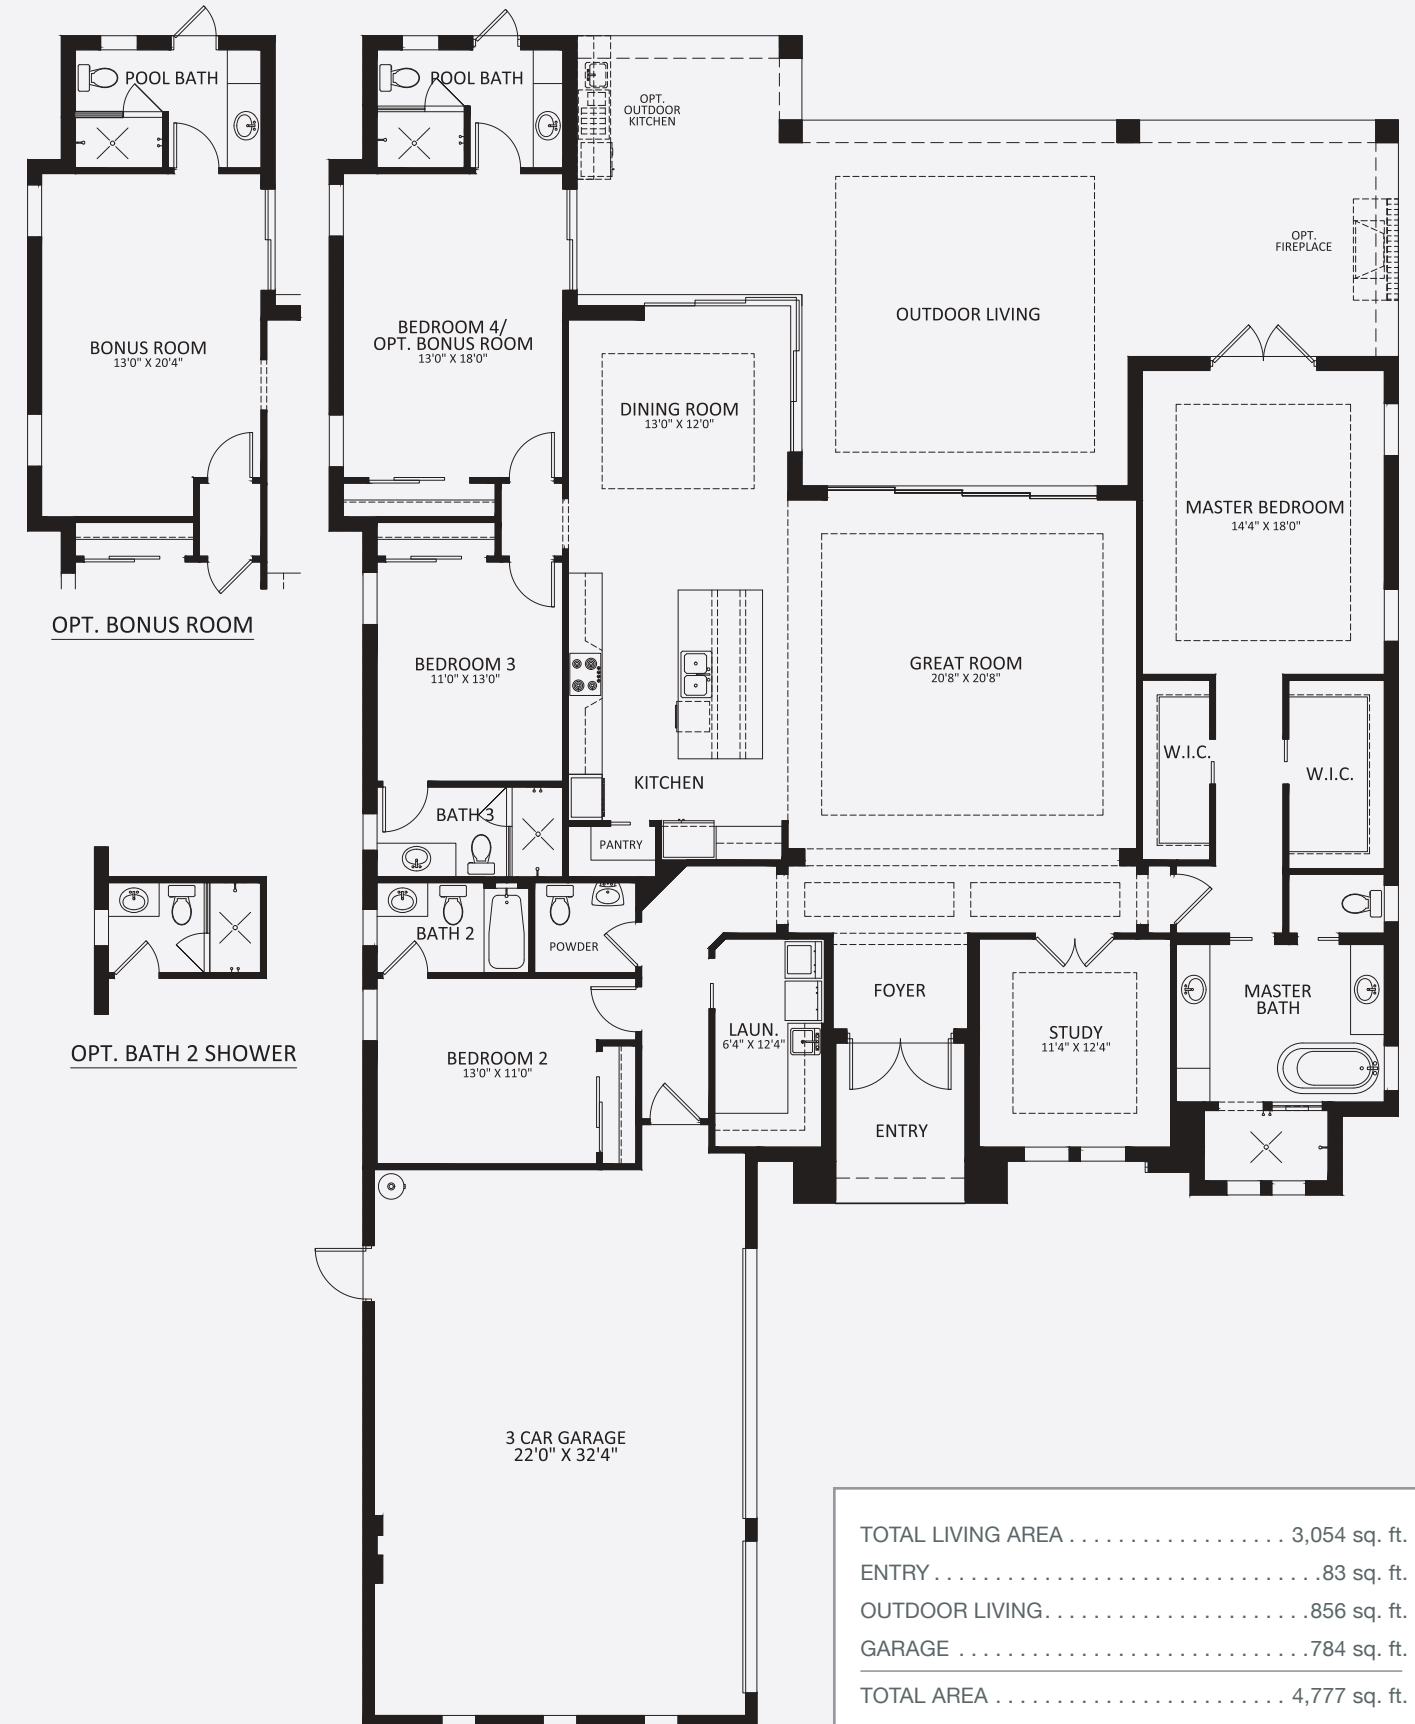 POOL BATH
POOL BATH
OPT.
OUTDOOR
KITCHEN
OPT.
FIREPLACE
OUTDOOR LIVING
BONUS ROOM
13'0" X 20'4"
BEDROOM 4/
OPT. BONUS ROOM
13'0" X 18'0"
DINING ROOM
13'0" X 12'0"
MASTER BEDROOM
14'4" X 18'0"
OPT. BONUS ROOM
BEDROOM 3
11'0" X 13'0"
GREAT ROOM
20'8" X 20'8"
W.I.C.
W.I.C.
KITCHEN
BATH 3
PANTRY
BATH 2
POWDER
FOYER
MASTER
BATH
LAUN.
6'4" X 12'4"
STUDY
11'4" X 12'4"
OPT. BATH 2 SHOWER
BEDROOM 2
13'0" X 11'0"
ENTRY
3 CAR GARAGE
22'0" X 32'4"
TOTAL LIVING AREA . . . . . . . . . . . . . . . . . . 3,054 sq. ft.
ENTRY . . . . . . . . . . . . . . . . . . . . . . . . . . . . . . . .83 sq. ft.
OUTDOOR LIVING. . . . . . . . . . . . . . . . . . . . . .856 sq. ft.
GARAGE . . . . . . . . . . . . . . . . . . . . . . . . . . . . .784 sq. ft.
TOTAL AREA . . . . . . . . . . . . . . . . . . . . . . . . 4,777 sq. ft.